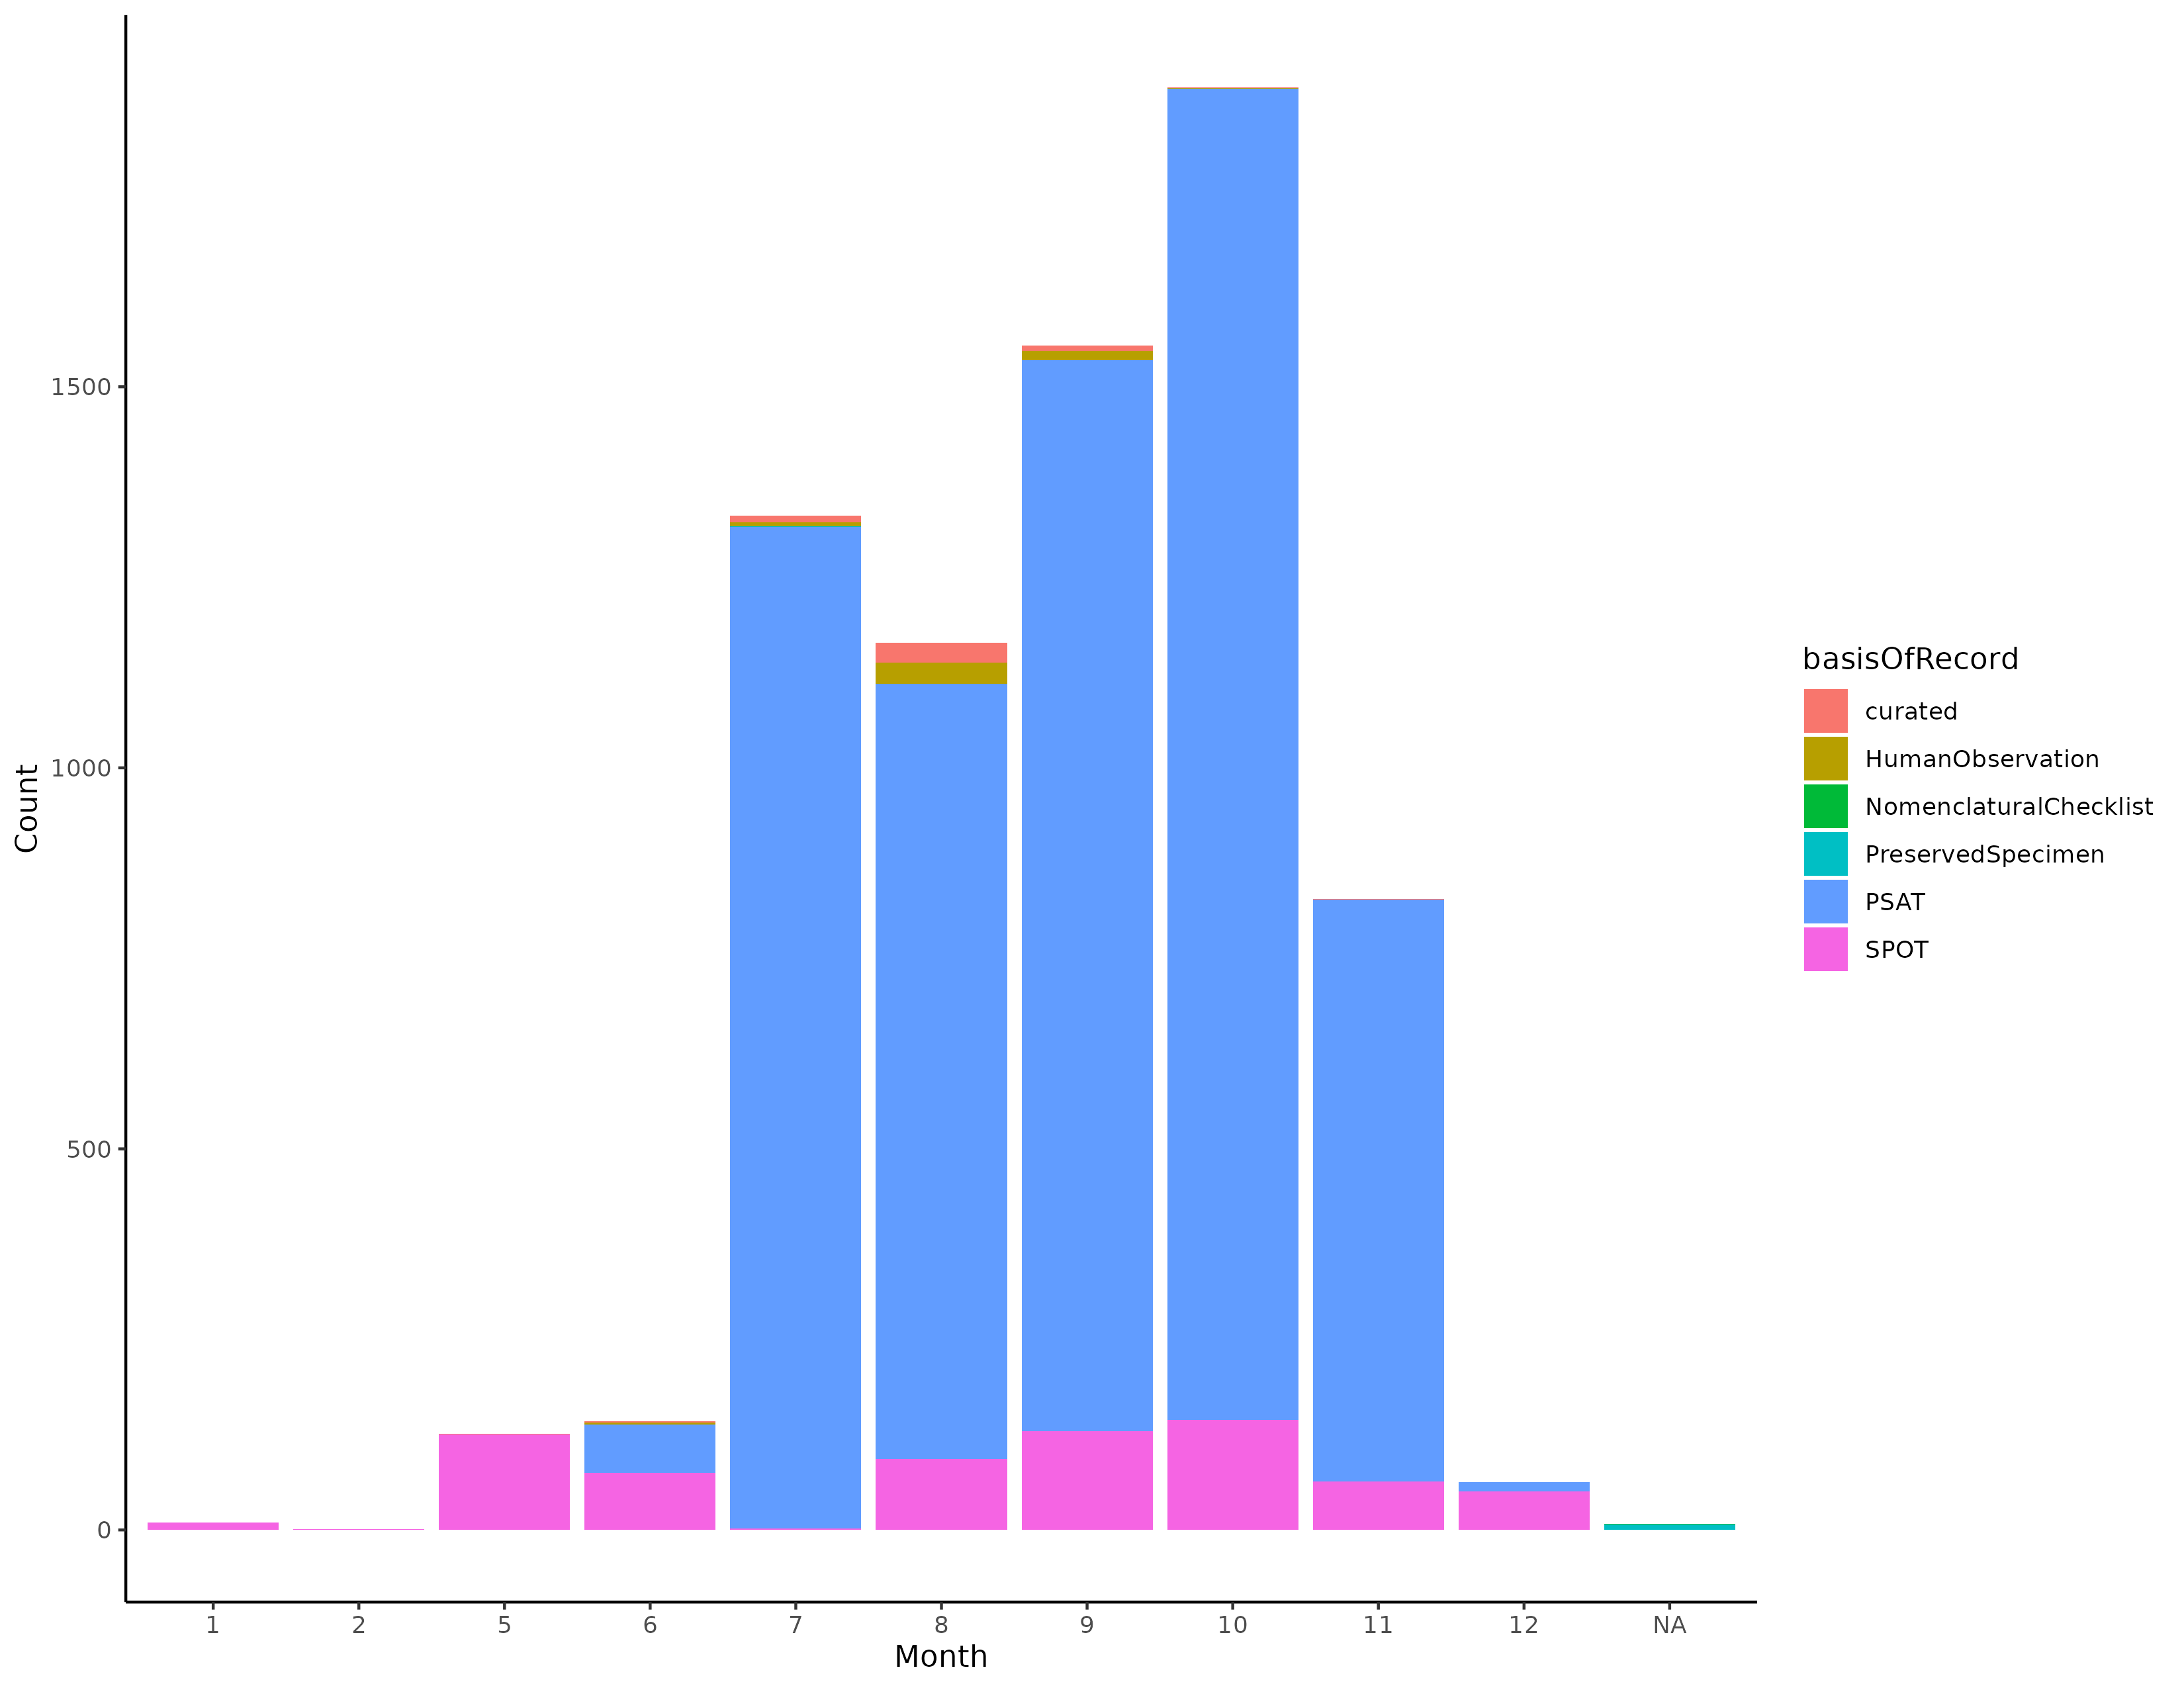 Count
1500
1000
500
0
1 2 5 6 7 8 9 10 11 12 NA
Month
basisOfRecord
curated
HumanObservation
NomenclaturalChecklist
PreservedSpecimen
PSAT
SPOT